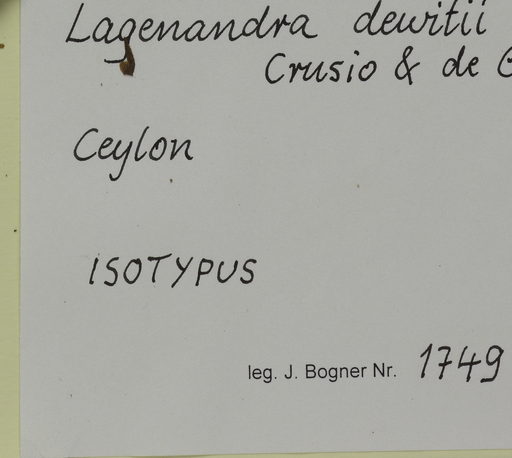 Lagenandra dewitii
Crusio & de
Ceylon
ISOTYPUS
leg. J. Bogner Nr. 1749